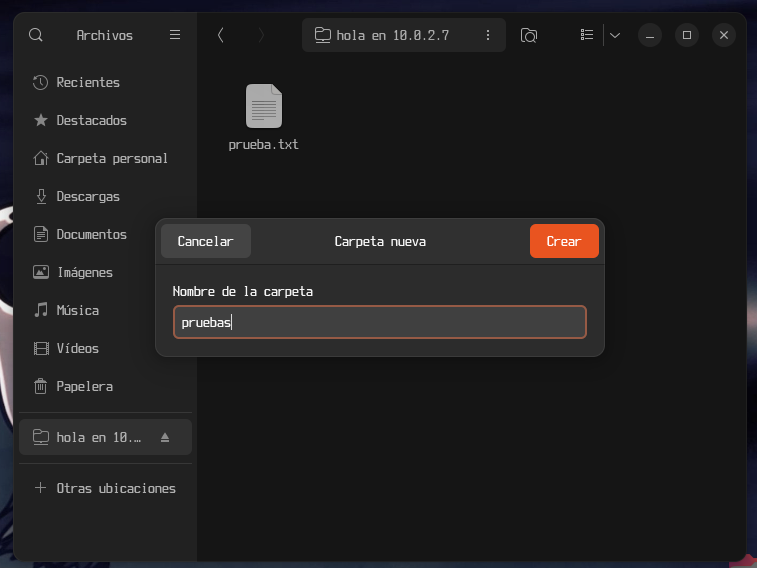 Archivos
hola en 10.0.2.7
Recientes
Destacados
Carpeta personal
Descargas
Documentos
Imágenes
Música
Vídeos
Papelera
hola en 10.…
Otras ubicaciones
prueba.txt
Cancelar
Carpeta nueva
Crear
Nombre de la carpeta
pruebas